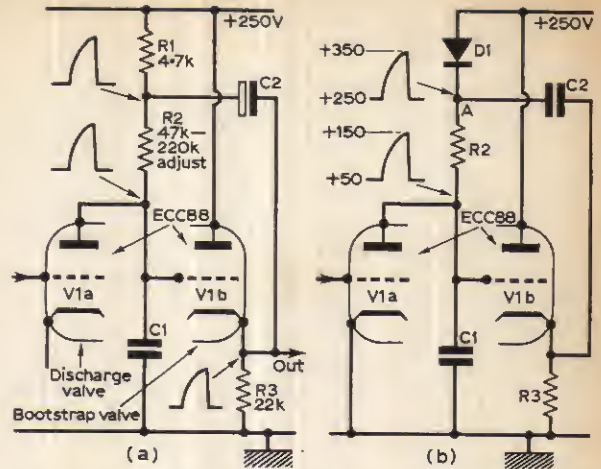 +250V
R1
4·7k
C2
R2
47k—
220k
adjust
ECC88
V1a
V1b
C1
Discharge
valve
Out
Bootstrap valve
R3
22k
(a)
+250V
+350
D1
C2
+250
A
+150
R2
+50
ECC88
V1a
V1b
C1
R3
(b)